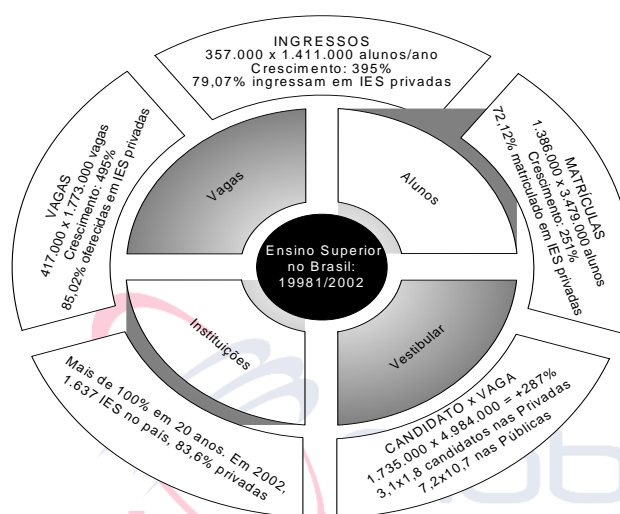 INGRESSOS
357.000 x 1.411.000 alunos/ano
Crescimento: 395%
79,07% ingressam em IES privadas
VAGAS
417.000 x 1.773.000 vagas
Crescimento: 495%
85,02% oferecidas em IES privadas
Vagas
Alunos
MATRÍCULAS
1.386.000 x 3.479.000 alunos
Crescimento: 251%
72,12% matriculado em IES privadas
Ensino Superior
no Brasil:
19981/2002
Instituições
Vestibular
Mais de 100% em 20 anos. Em 2002,
1.637 IES no país, 83,6% privadas
CANDIDATO x VAGA
1.735.000 x 4.984.000 = +287%
3,1x1,8 candidatos nas Privadas
7,2x10,7 nas Públicas